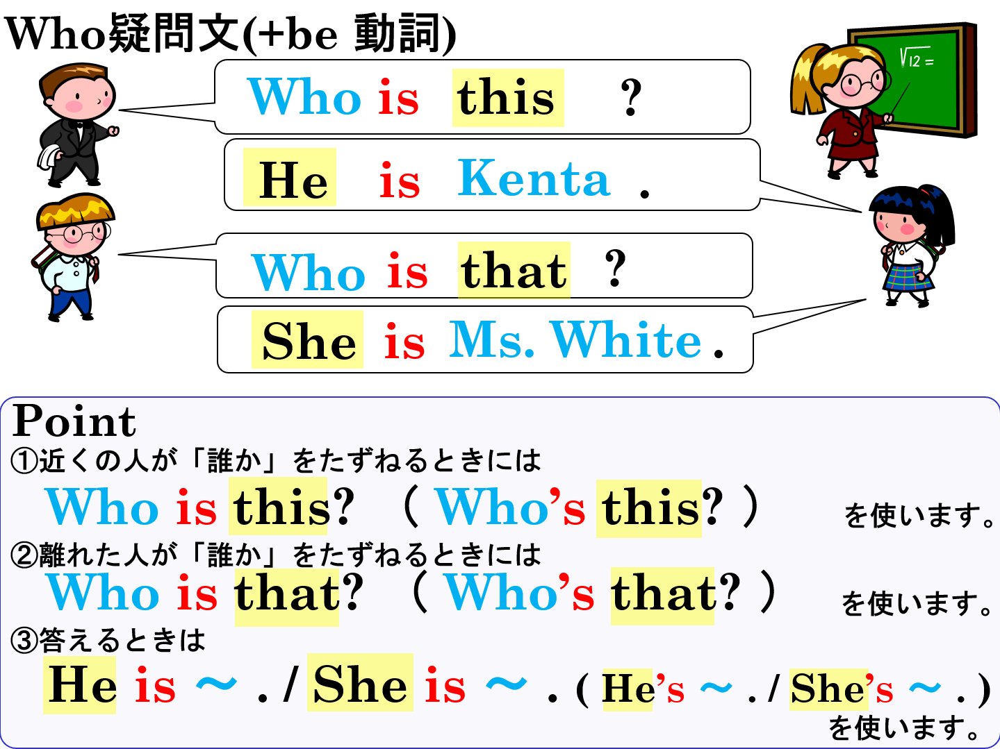 Who疑問文(+be 動詞)
√12 =
Who is this ?
He is Kenta .
Who is that ?
She is Ms. White .
Point
①近くの人が「誰か」をたずねるときには
Who is this? ( Who’s this? ) を使います。
②離れた人が「誰か」をたずねるときには
Who is that? ( Who’s that? ) を使います。
③答えるときは
He is ～ . / She is ～ . ( He’s ～ . / She’s ～ . )
を使います。